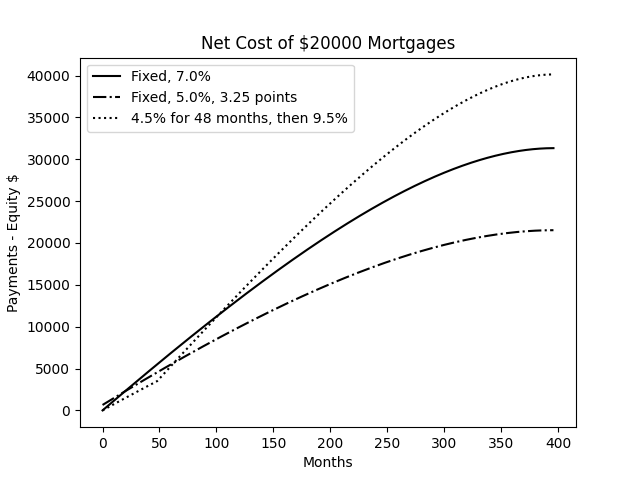 Net Cost of $20000 Mortgages
Fixed, 7.0%
Fixed, 5.0%, 3.25 points
4.5% for 48 months, then 9.5%
Payments - Equity $
40000
35000
30000
25000
20000
15000
10000
5000
0
0 50 100 150 200 250 300 350 400
Months